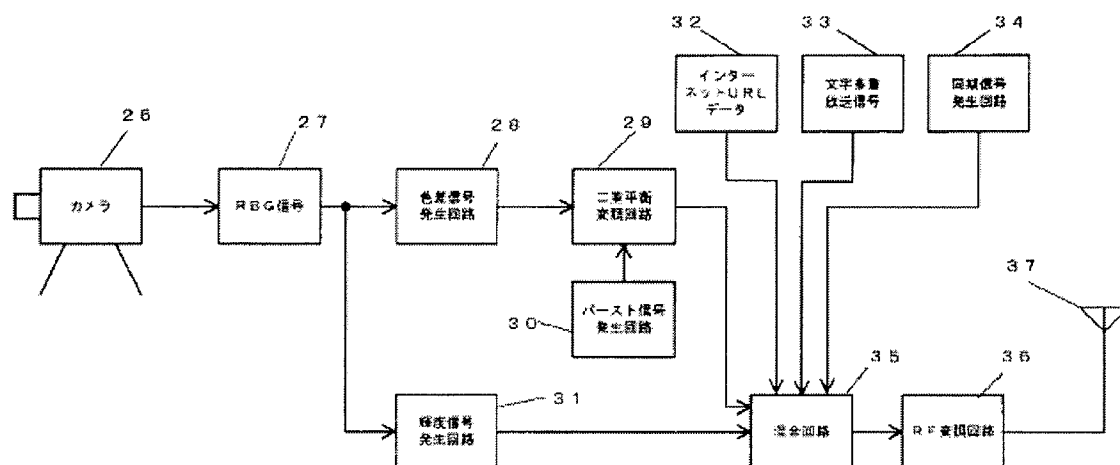 32
33
34
インター
ネットURL
データ
文字多重
放送信号
同期信号
発生回路
26
27
28
29
カメラ
RBG信号
色差信号
発生回路
二重平衡
変調回路
バースト信号
発生回路
30
37
35
36
31
輝度信号
発生回路
混合回路
RF変調回路